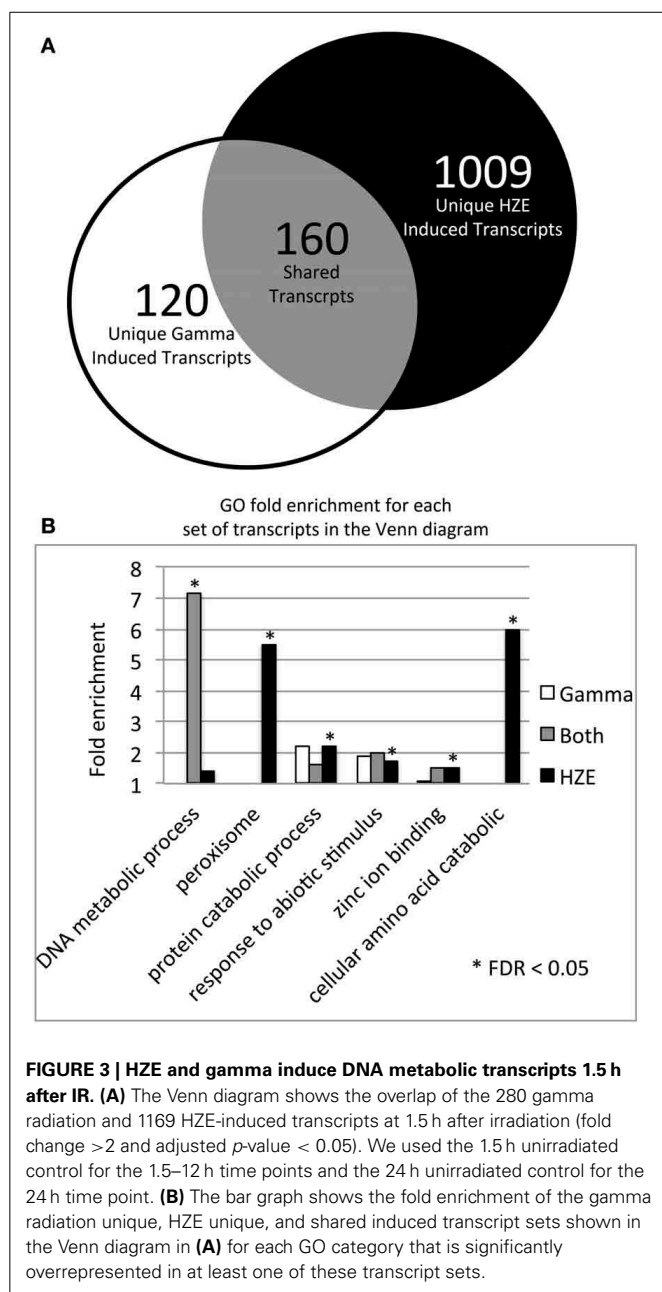 A
1009
Unique HZE
Induced Transcripts
160
Shared
Transcrpts
120
Unique Gamma
Induced Transcripts
GO fold enrichment for each
set of transcripts in the Venn diagram
B
Fold enrichment
8
7
6
5
4
3
2
1
*
*
*
*
*
*
Gamma
Both
HZE
DNA metabolic process
peroxisome
protein catabolic process
response to abiotic stimulus
zinc ion binding
cellular amino acid catabolic
* FDR < 0.05
FIGURE 3 | HZE and gamma induce DNA metabolic transcripts 1.5 h
after IR. (A) The Venn diagram shows the overlap of the 280 gamma
radiation and 1169 HZE-induced transcripts at 1.5 h after irradiation (fold
change >2 and adjusted p-value < 0.05). We used the 1.5 h unirradiated
control for the 1.5–12 h time points and the 24 h unirradiated control for the
24 h time point. (B) The bar graph shows the fold enrichment of the gamma
radiation unique, HZE unique, and shared induced transcript sets shown in
the Venn diagram in (A) for each GO category that is significantly
overrepresented in at least one of these transcript sets.